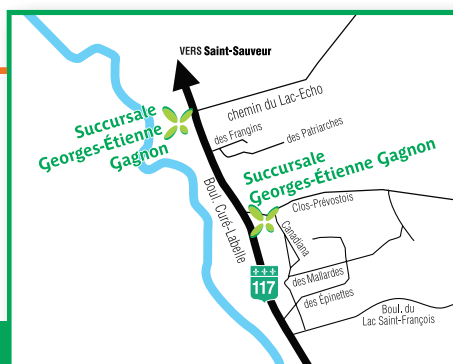 VERS Saint-Sauveur
chemin du Lac-Echo
Succursale
Georges-Étienne
Gagnon
des Frangins
des Patriarches
Succursale
Georges-Étienne Gagnon
Boul. Curé-Labelle
Clos-Prévostois
Canadiana
117
des Mallardes
des Épinettes
Boul. du
Lac Saint-François